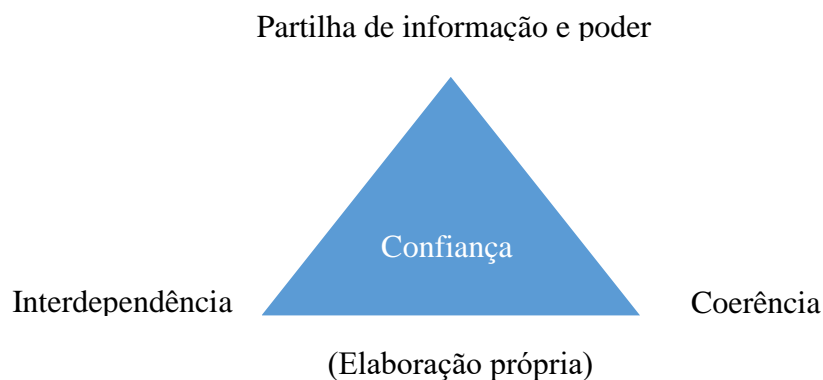 Partilha de informação e poder
Confiança
Interdependência
Coerência
(Elaboração própria)